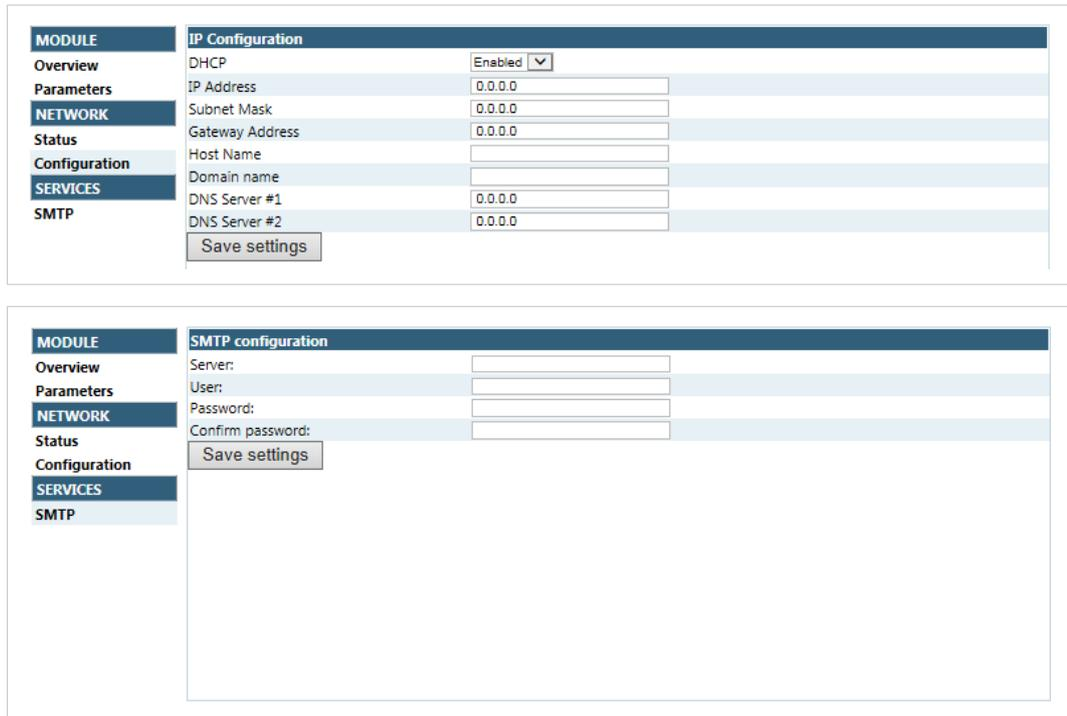 MODULE
Overview
Parameters
NETWORK
Status
Configuration
SERVICES
SMTP
IP Configuration
DHCP Enabled
IP Address 0.0.0.0
Subnet Mask 0.0.0.0
Gateway Address 0.0.0.0
Host Name
Domain name
DNS Server #1 0.0.0.0
DNS Server #2 0.0.0.0
Save settings
MODULE
Overview
Parameters
NETWORK
Status
Configuration
SERVICES
SMTP
SMTP configuration
Server:
User:
Password:
Confirm password:
Save settings